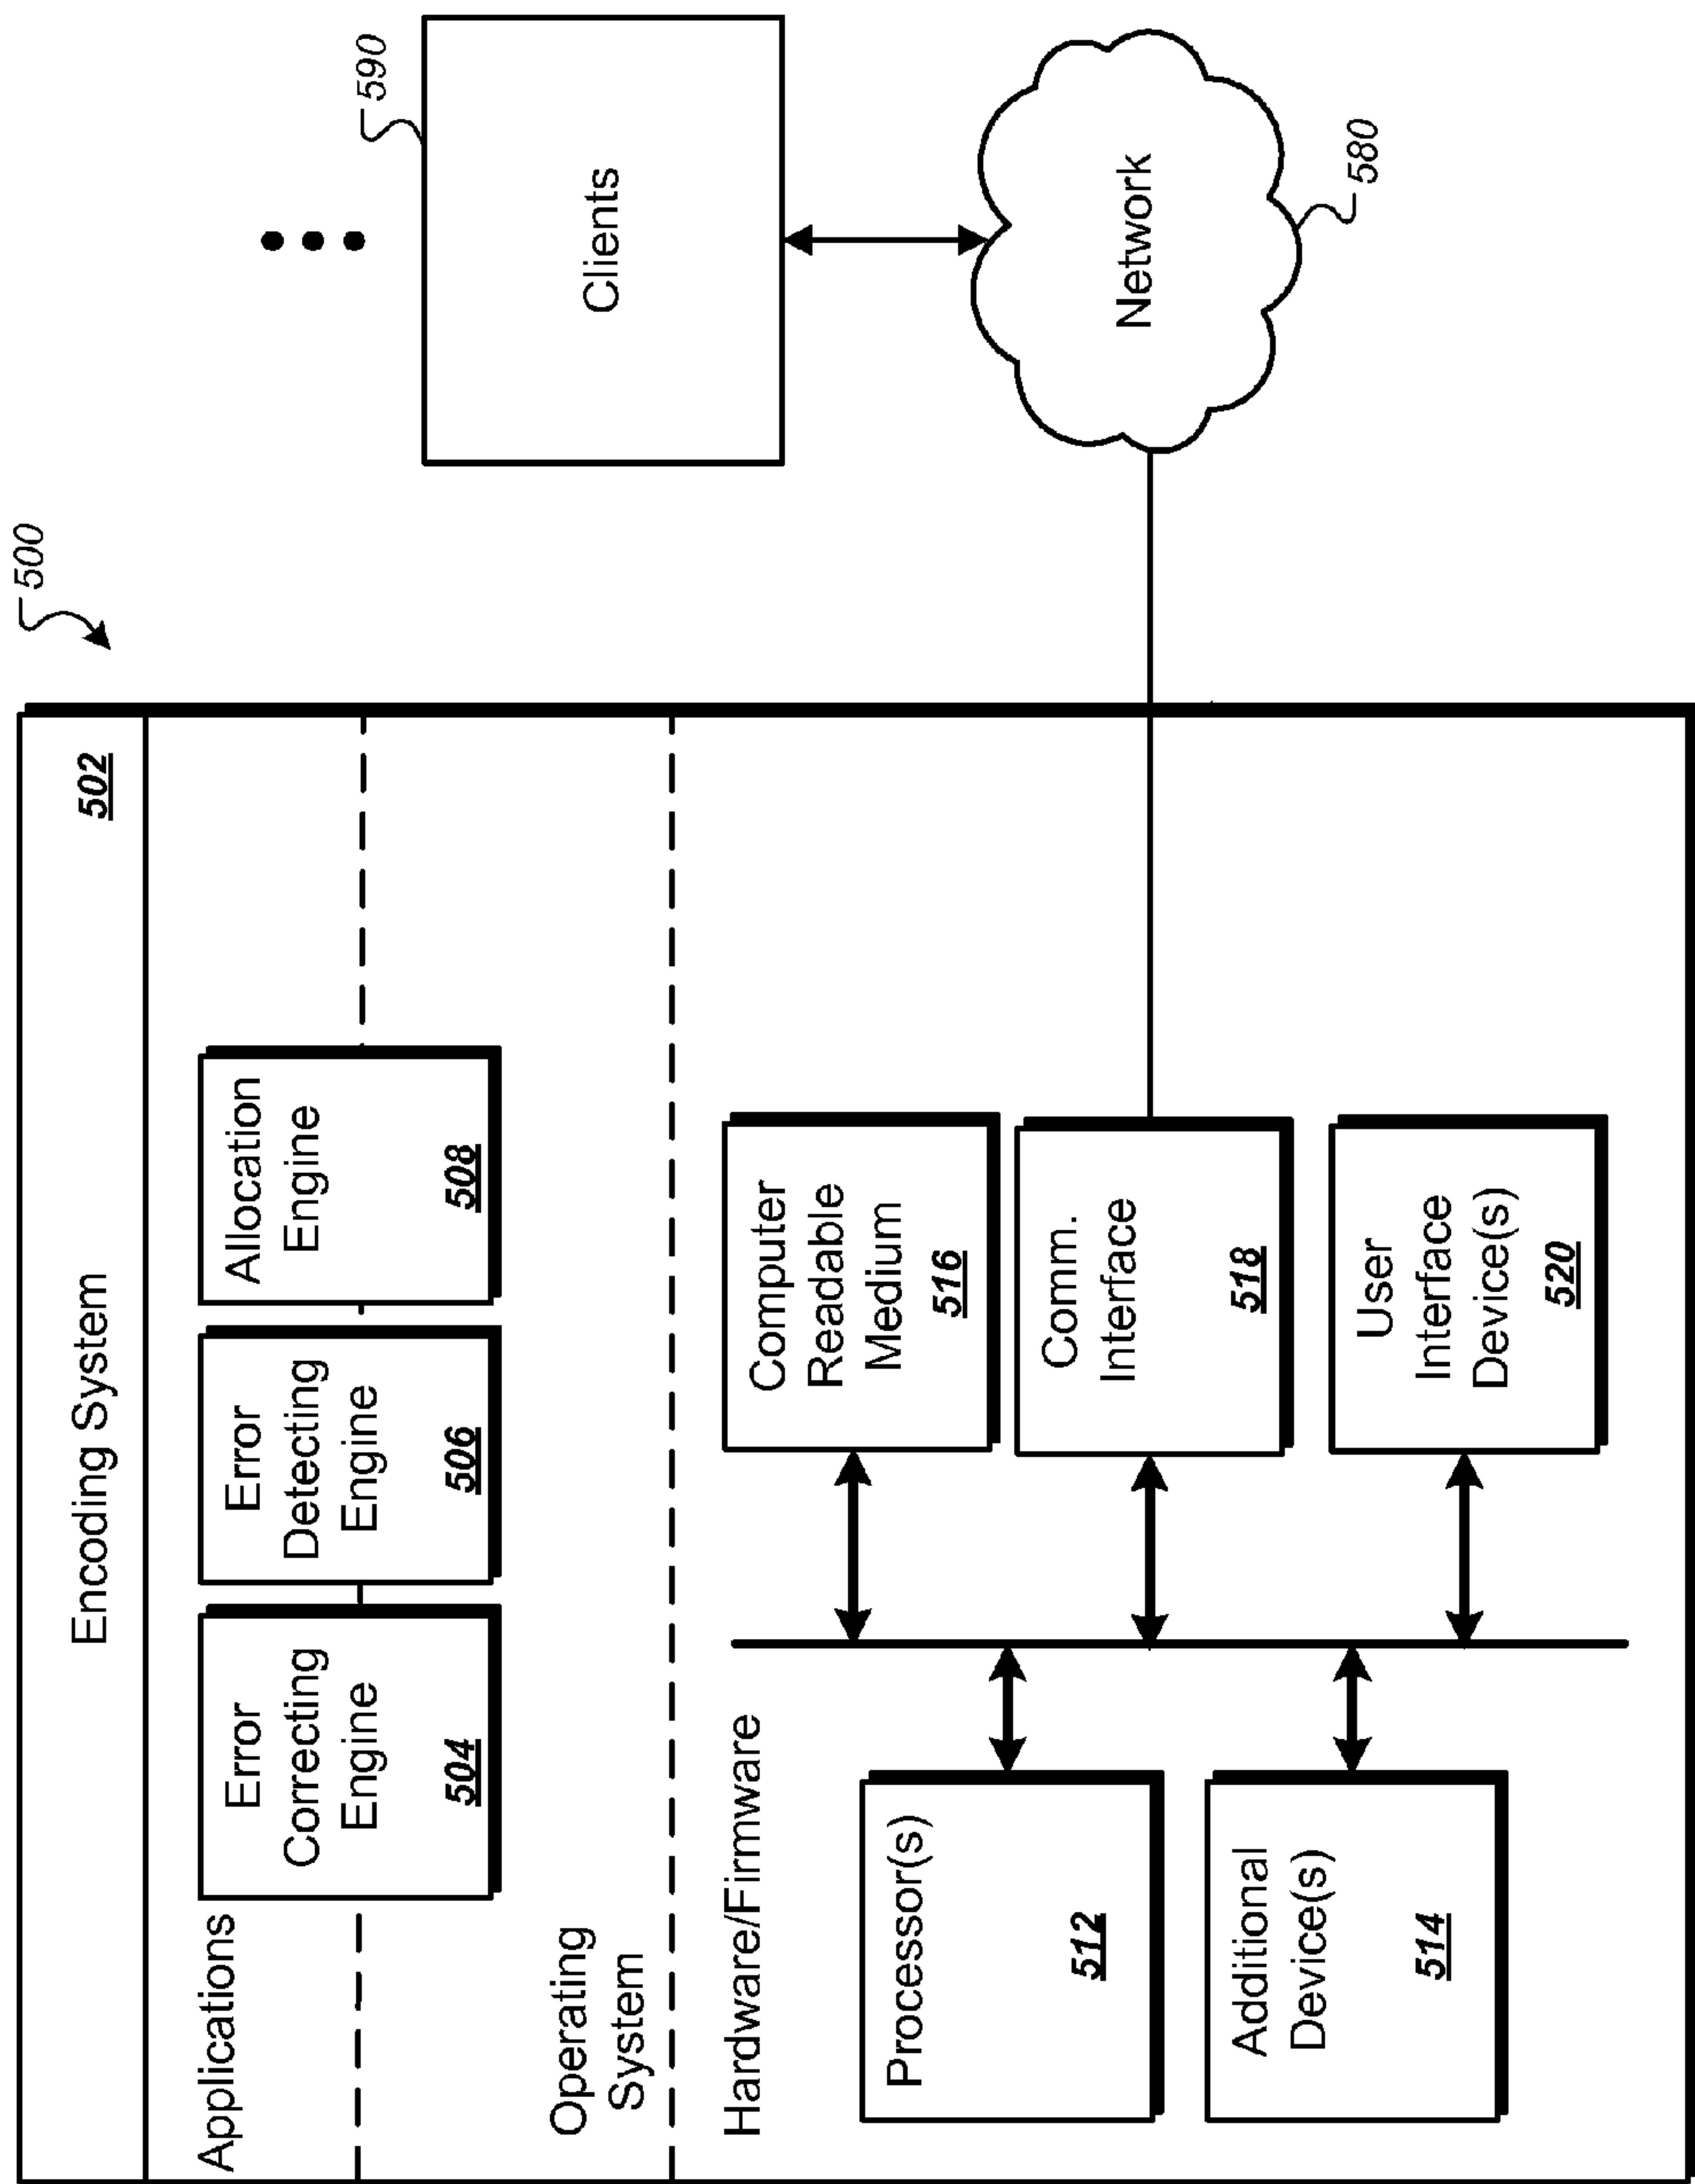 500
Encoding System
502
Applications
Error
Correcting
Engine
504
Error
Detecting
Engine
506
Allocation
Engine
508
Operating
System
Hardware/Firmware
Processor(s)
512
Additional
Device(s)
514
Computer
Readable
Medium
516
Comm.
Interface
518
User
Interface
Device(s)
520
Clients
590
Network
580